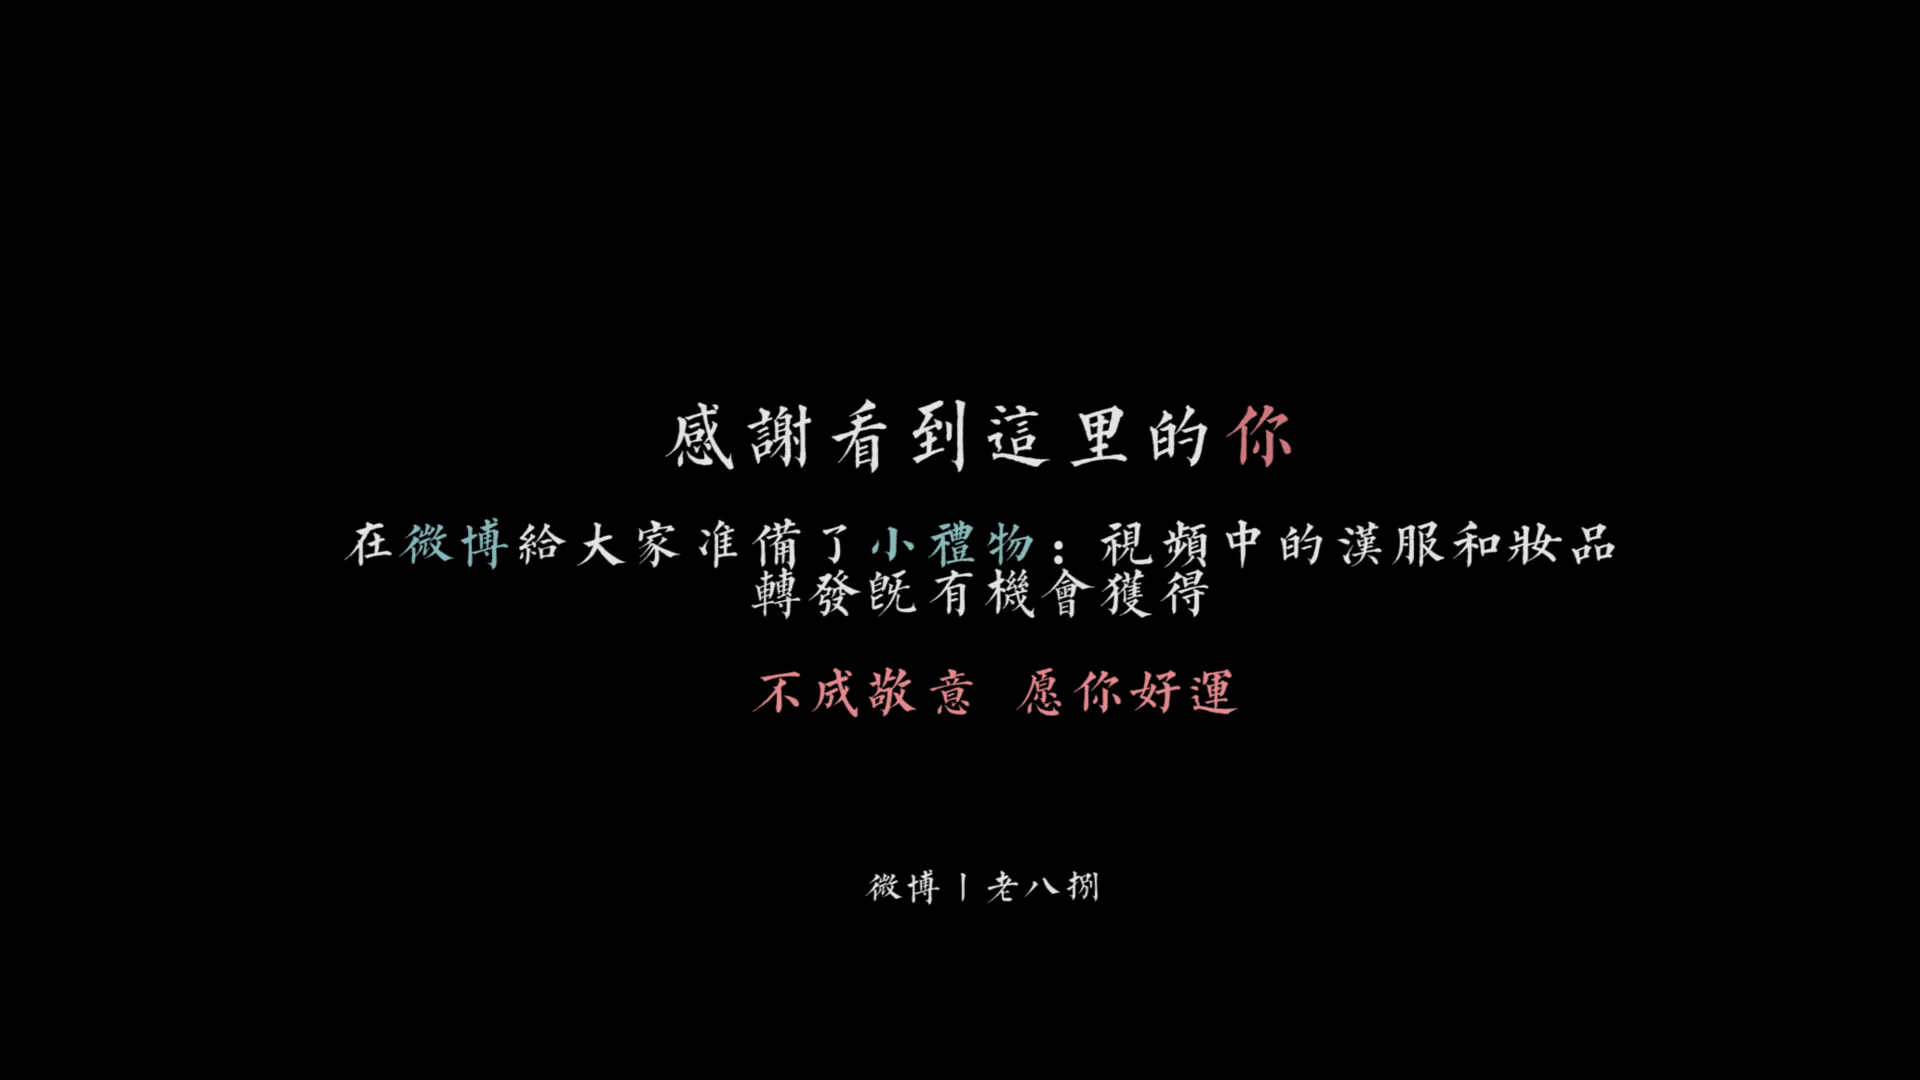 感謝看到這里的你
在微博給大家准備了小禮物：視頻中的漢服和妝品
轉發既有機會獲得
不成敬意 愿你好運
微博丨老八捌